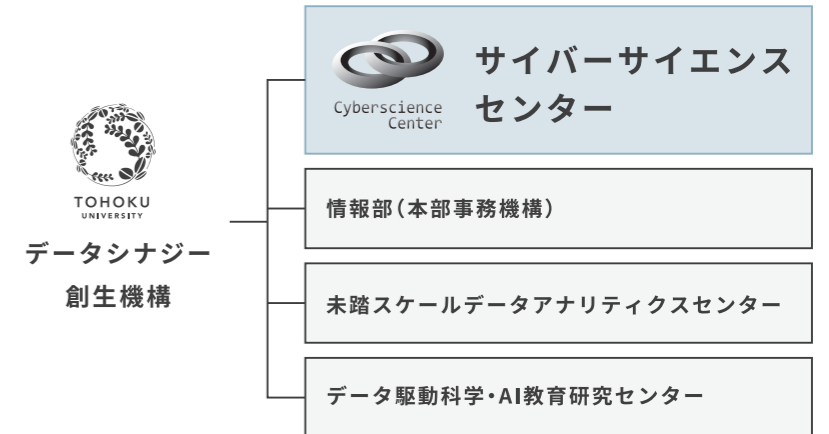 TOHOKU
UNIVERSITY
データシナジー
創生機構
Cyberscience
Center
サイバーサイエンス
センター
情報部(本部事務機構)
未踏スケールデータアナリティクスセンター
データ駆動科学・AI教育研究センター